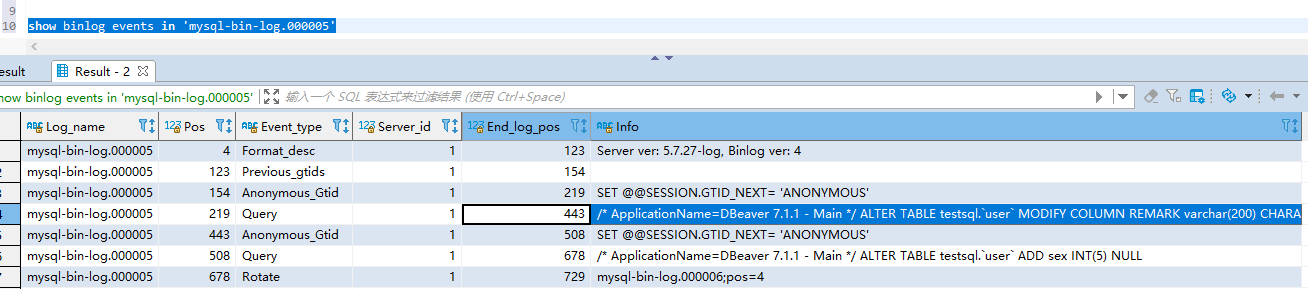 9
10 show binlog events in 'mysql-bin-log.000005'
esult Result - 2
how binlog events in 'mysql-bin-log.000005' 输入一个 SQL 表达式来过滤结果 (使用 Ctrl+Space)
ABC Log_name 123 Pos ABC Event_type 123 Server_id 123 End_log_pos ABC Info
mysql-bin-log.000005 4 Format_desc 1 123 Server ver: 5.7.27-log, Binlog ver: 4
2 mysql-bin-log.000005 123 Previous_gtids 1 154
3 mysql-bin-log.000005 154 Anonymous_Gtid 1 219 SET @@SESSION.GTID_NEXT= 'ANONYMOUS'
4 mysql-bin-log.000005 219 Query 1 443 /* ApplicationName=DBeaver 7.1.1 - Main */ ALTER TABLE testsql.`user` MODIFY COLUMN REMARK varchar(200) CHARA
5 mysql-bin-log.000005 443 Anonymous_Gtid 1 508 SET @@SESSION.GTID_NEXT= 'ANONYMOUS'
6 mysql-bin-log.000005 508 Query 1 678 /* ApplicationName=DBeaver 7.1.1 - Main */ ALTER TABLE testsql.`user` ADD sex INT(5) NULL
7 mysql-bin-log.000005 678 Rotate 1 729 mysql-bin-log.000006;pos=4